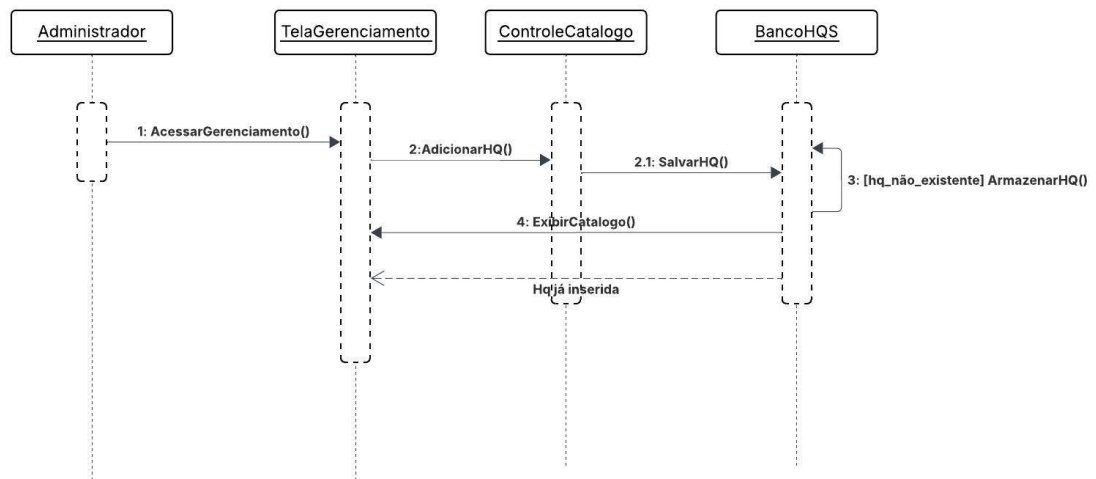 Administrador
TelaGerenciamento
ControleCatalogo
BancoHQS
1: AcessarGerenciamento()
2:AdicionarHQ()
2.1: SalvarHQ()
3: [hq_não_existente] ArmazenarHQ()
4: ExibirCatalogo()
Hq já inserida